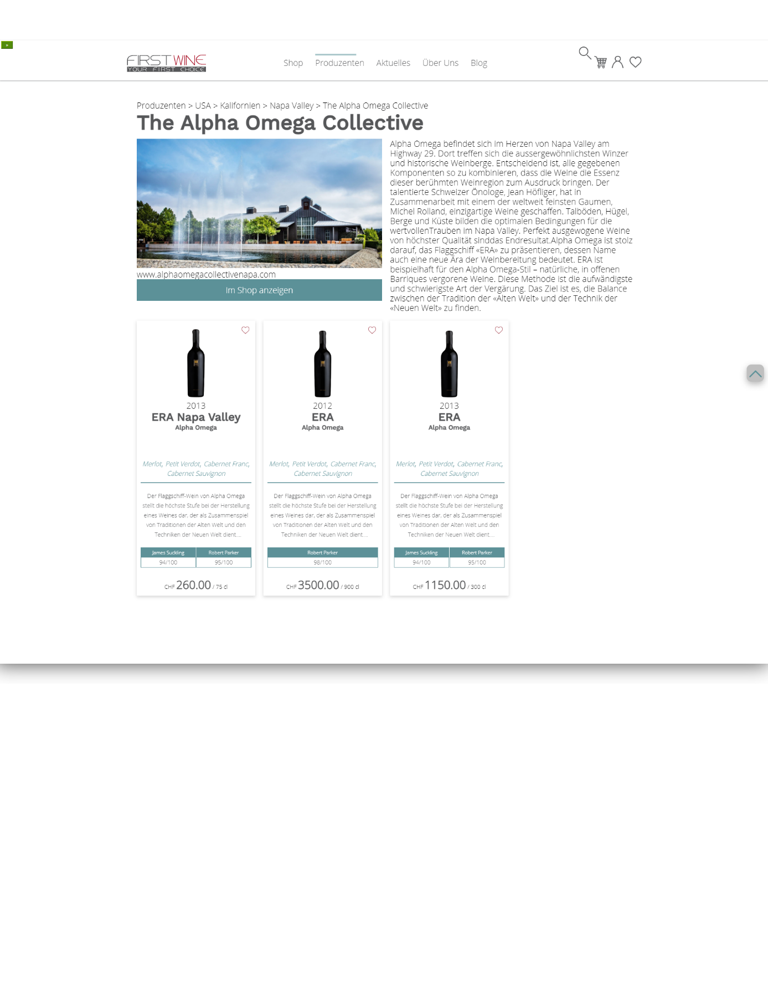 »
FIRSTWINE
YOUR FIRST CHOICE
Shop Produzenten Aktuelles Über Uns Blog
Produzenten > USA > Kalifornien > Napa Valley > The Alpha Omega Collective
The Alpha Omega Collective
Alpha Omega befindet sich im Herzen von Napa Valley am
Highway 29. Dort treffen sich die aussergewöhnlichsten Winzer
und historische Weinberge. Entscheidend ist, alle gegebenen
Komponenten so zu kombinieren, dass die Weine die Essenz
dieser berühmten Weinregion zum Ausdruck bringen. Der
talentierte Schweizer Önologe, Jean Höfliger, hat in
Zusammenarbeit mit einem der weltweit feinsten Gaumen,
Michel Rolland, einzigartige Weine geschaffen. Talböden, Hügel,
Berge und Küste bilden die optimalen Bedingungen für die
wertvollenTrauben im Napa Valley. Perfekt ausgewogene Weine
von höchster Qualität sinddas Endresultat.Alpha Omega ist stolz
darauf, das Flaggschiff «ERA» zu präsentieren, dessen Name
auch eine neue Ära der Weinbereitung bedeutet. ERA ist
beispielhaft für den Alpha Omega-Stil – natürliche, in offenen
Barriques vergorene Weine. Diese Methode ist die aufwändigste
und schwierigste Art der Vergärung. Das Ziel ist es, die Balance
zwischen der Tradition der «Alten Welt» und der Technik der
«Neuen Welt» zu finden.
www.alphaomegacollectivenapa.com
Im Shop anzeigen
2013
ERA Napa Valley
Alpha Omega
Merlot, Petit Verdot, Cabernet Franc,
Cabernet Sauvignon
Der Flaggschiff-Wein von Alpha Omega
stellt die höchste Stufe bei der Herstellung
eines Weines dar, der als Zusammenspiel
von Traditionen der Alten Welt und den
Techniken der Neuen Welt dient....
James Suckling Robert Parker
94/100 95/100
CHF 260.00 / 75 cl
2012
ERA
Alpha Omega
Merlot, Petit Verdot, Cabernet Franc,
Cabernet Sauvignon
Der Flaggschiff-Wein von Alpha Omega
stellt die höchste Stufe bei der Herstellung
eines Weines dar, der als Zusammenspiel
von Traditionen der Alten Welt und den
Techniken der Neuen Welt dient....
Robert Parker
98/100
CHF 3500.00 / 900 cl
2013
ERA
Alpha Omega
Merlot, Petit Verdot, Cabernet Franc,
Cabernet Sauvignon
Der Flaggschiff-Wein von Alpha Omega
stellt die höchste Stufe bei der Herstellung
eines Weines dar, der als Zusammenspiel
von Traditionen der Alten Welt und den
Techniken der Neuen Welt dient....
James Suckling Robert Parker
94/100 95/100
CHF 1150.00 / 300 cl